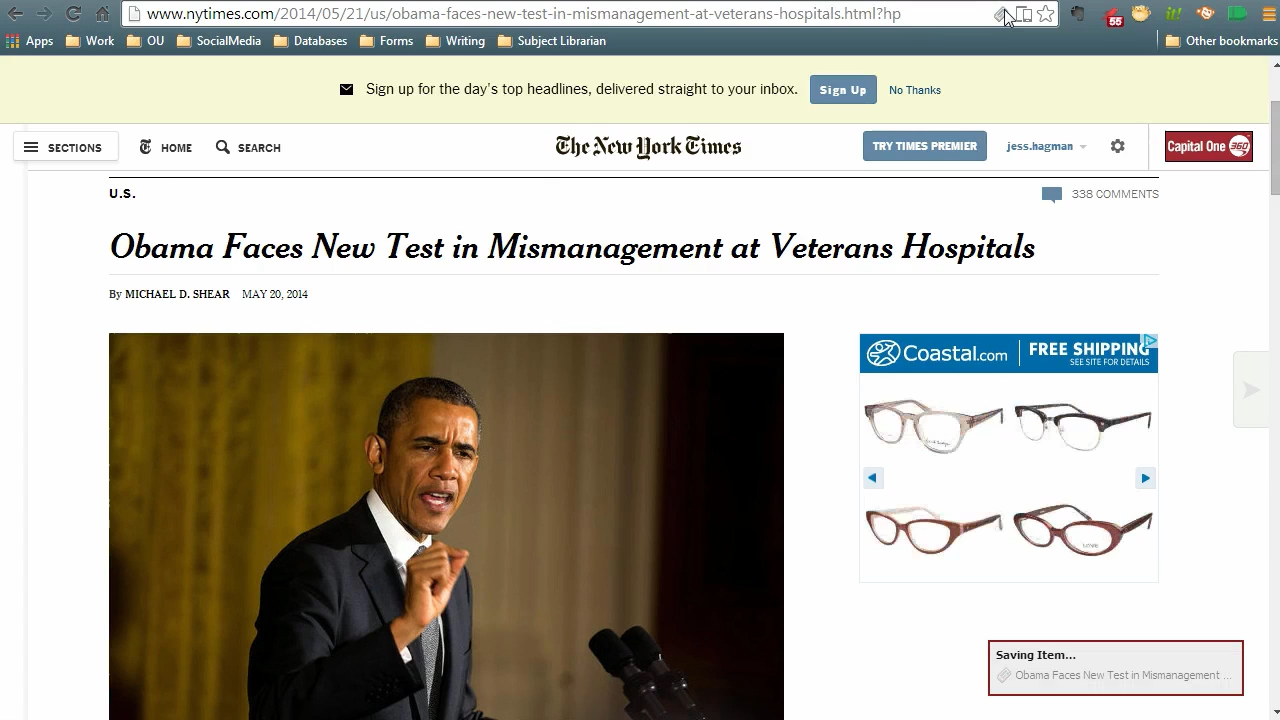 www.nytimes.com/2014/05/21/us/obama-faces-new-test-in-mismanagement-at-veterans-hospitals.html?hp
55
it!
Apps Work OU SocialMedia Databases Forms Writing Subject Librarian Other bookmarks
Sign up for the day's top headlines, delivered straight to your inbox. Sign Up No Thanks
SECTIONS HOME SEARCH The New York Times TRY TIMES PREMIER jess.hagman Capital One 360
U.S. 338 COMMENTS
Obama Faces New Test in Mismanagement at Veterans Hospitals
By MICHAEL D. SHEAR MAY 20, 2014
Coastal.com FREE SHIPPING
SEE SITE FOR DETAILS
Saving Item...
Obama Faces New Test in Mismanagement ...